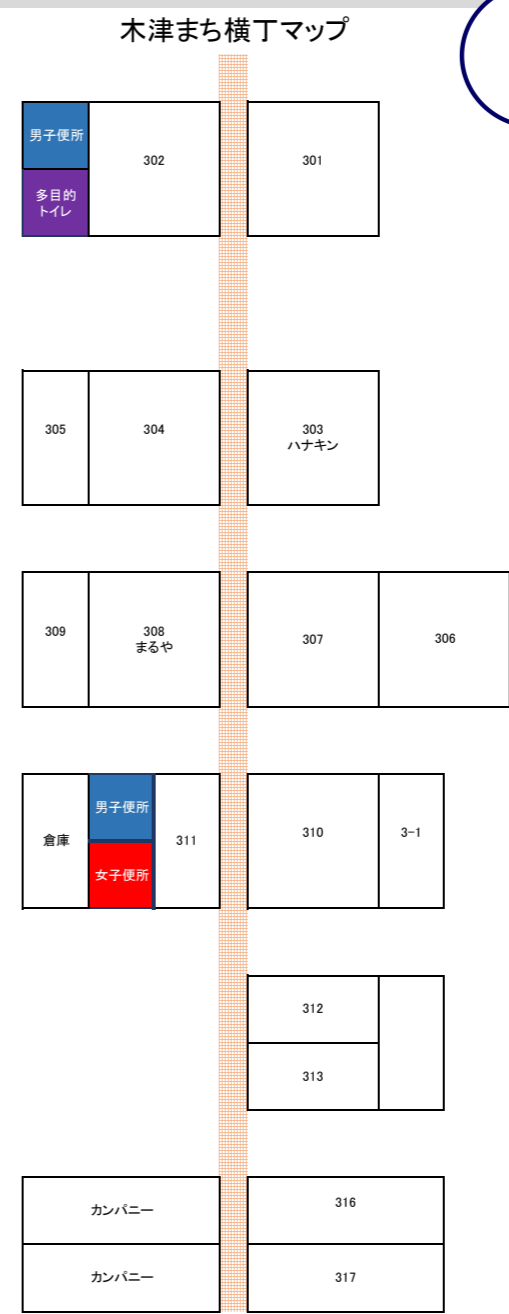 木津まち横丁マップ
男子便所
302
301
多目的
トイレ
305
304
303
ハナキン
309
308
まるや
307
306
倉庫
男子便所
女子便所
311
310
3-1
312
313
カンパニー
316
カンパニー
317